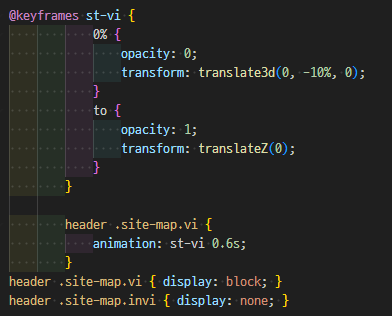 @keyframes st-vi {
0% {
opacity: 0;
transform: translate3d(0, -10%, 0);
}
to {
opacity: 1;
transform: translateZ(0);
}
}
header .site-map.vi {
animation: st-vi 0.6s;
}
header .site-map.vi { display: block; }
header .site-map.invi { display: none; }